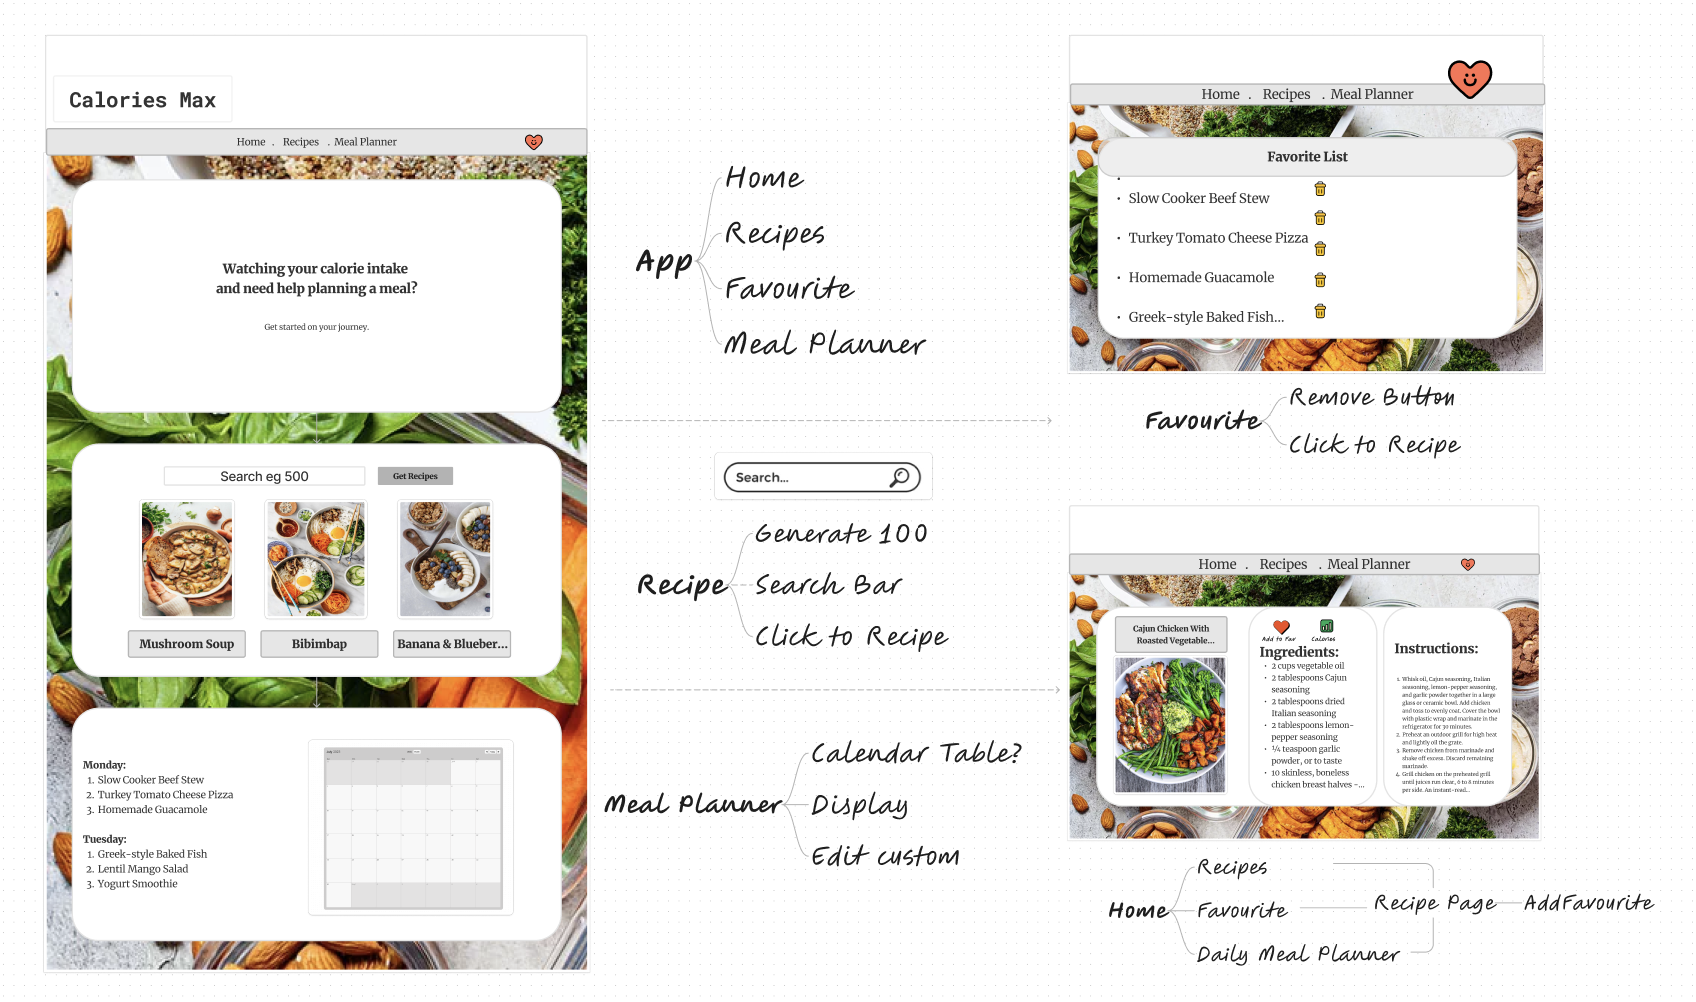 Calories Max
Home . Recipes . Meal Planner
Watching your calorie intake
and need help planning a meal?
Get started on your journey.
Search eg 500
Get Recipes
Mushroom Soup
Bibimbap
Banana & Blueber...
Monday:
1. Slow Cooker Beef Stew
2. Turkey Tomato Cheese Pizza
3. Homemade Guacamole
Tuesday:
1. Greek-style Baked Fish
2. Lentil Mango Salad
3. Yogurt Smoothie
App
Home
Recipes
Favourite
Meal Planner
Search...
Recipe
Generate 100
Search Bar
Click to Recipe
Meal Planner
Calendar Table?
Display
Edit custom
Home . Recipes . Meal Planner
Favorite List
• Slow Cooker Beef Stew
• Turkey Tomato Cheese Pizza
• Homemade Guacamole
• Greek-style Baked Fish...
Favourite
Remove Button
Click to Recipe
Home . Recipes . Meal Planner
Cajun Chicken With
Roasted Vegetable...
Add to Fav
Calories
Ingredients:
• 2 cups vegetable oil
• 2 tablespoons Cajun
seasoning
• 2 tablespoons dried
Italian seasoning
• 2 tablespoons lemon-
pepper seasoning
• ¼ teaspoon garlic
powder, or to taste
• 10 skinless, boneless
chicken breast halves -...
Instructions:
1. Whisk oil, Cajun seasoning, Italian
seasoning, lemon-pepper seasoning,
and garlic powder together in a large
glass or ceramic bowl. Add chicken
and toss to evenly coat. Cover the bowl
with plastic wrap and marinate in the
refrigerator for 30 minutes.
2. Preheat an outdoor grill for high heat
and lightly oil the grate.
3. Remove chicken from marinade and
shake off excess. Discard remaining
marinade.
4. Grill chicken on the preheated grill
until juices run clear, 6 to 8 minutes
per side. An instant-read...
Home
Recipes
Favourite
Daily Meal Planner
Recipe Page
AddFavourite